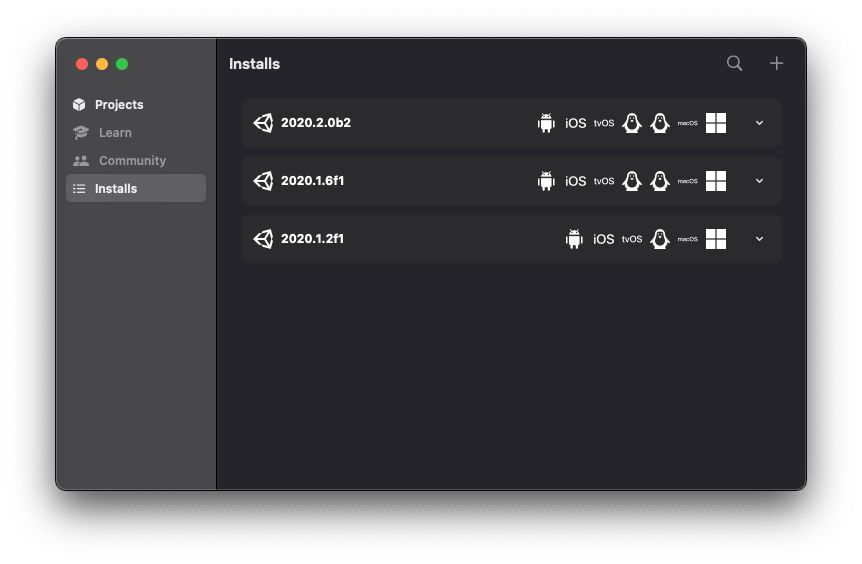 Installs
Projects
Learn
Community
Installs
2020.2.0b2 iOS tvOS macOS
2020.1.6f1 iOS tvOS macOS
2020.1.2f1 iOS tvOS macOS